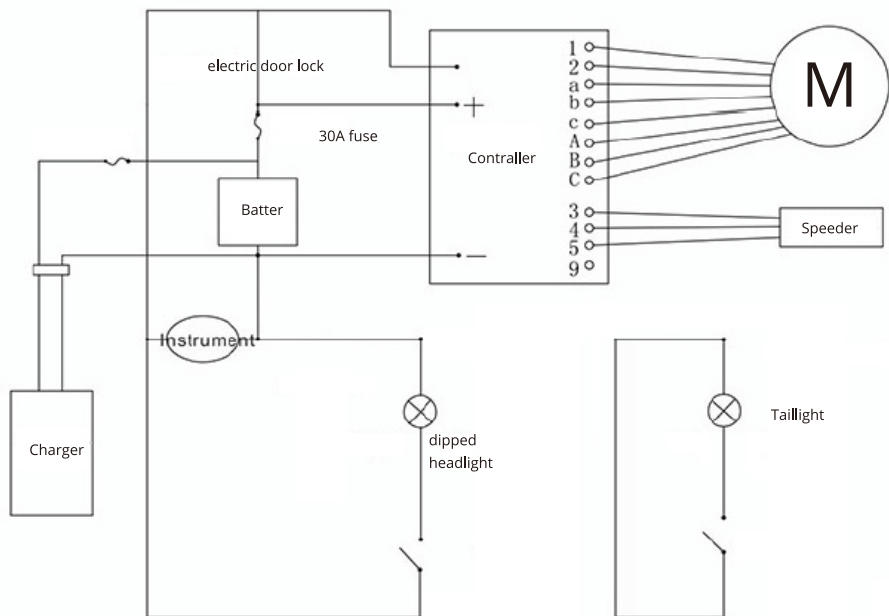 electric door lock
30A fuse
Batter
Contraller
+
—
1
2
a
b
c
A
B
C
3
4
5
9
M
Speeder
Instrument
Charger
dipped
headlight
Taillight